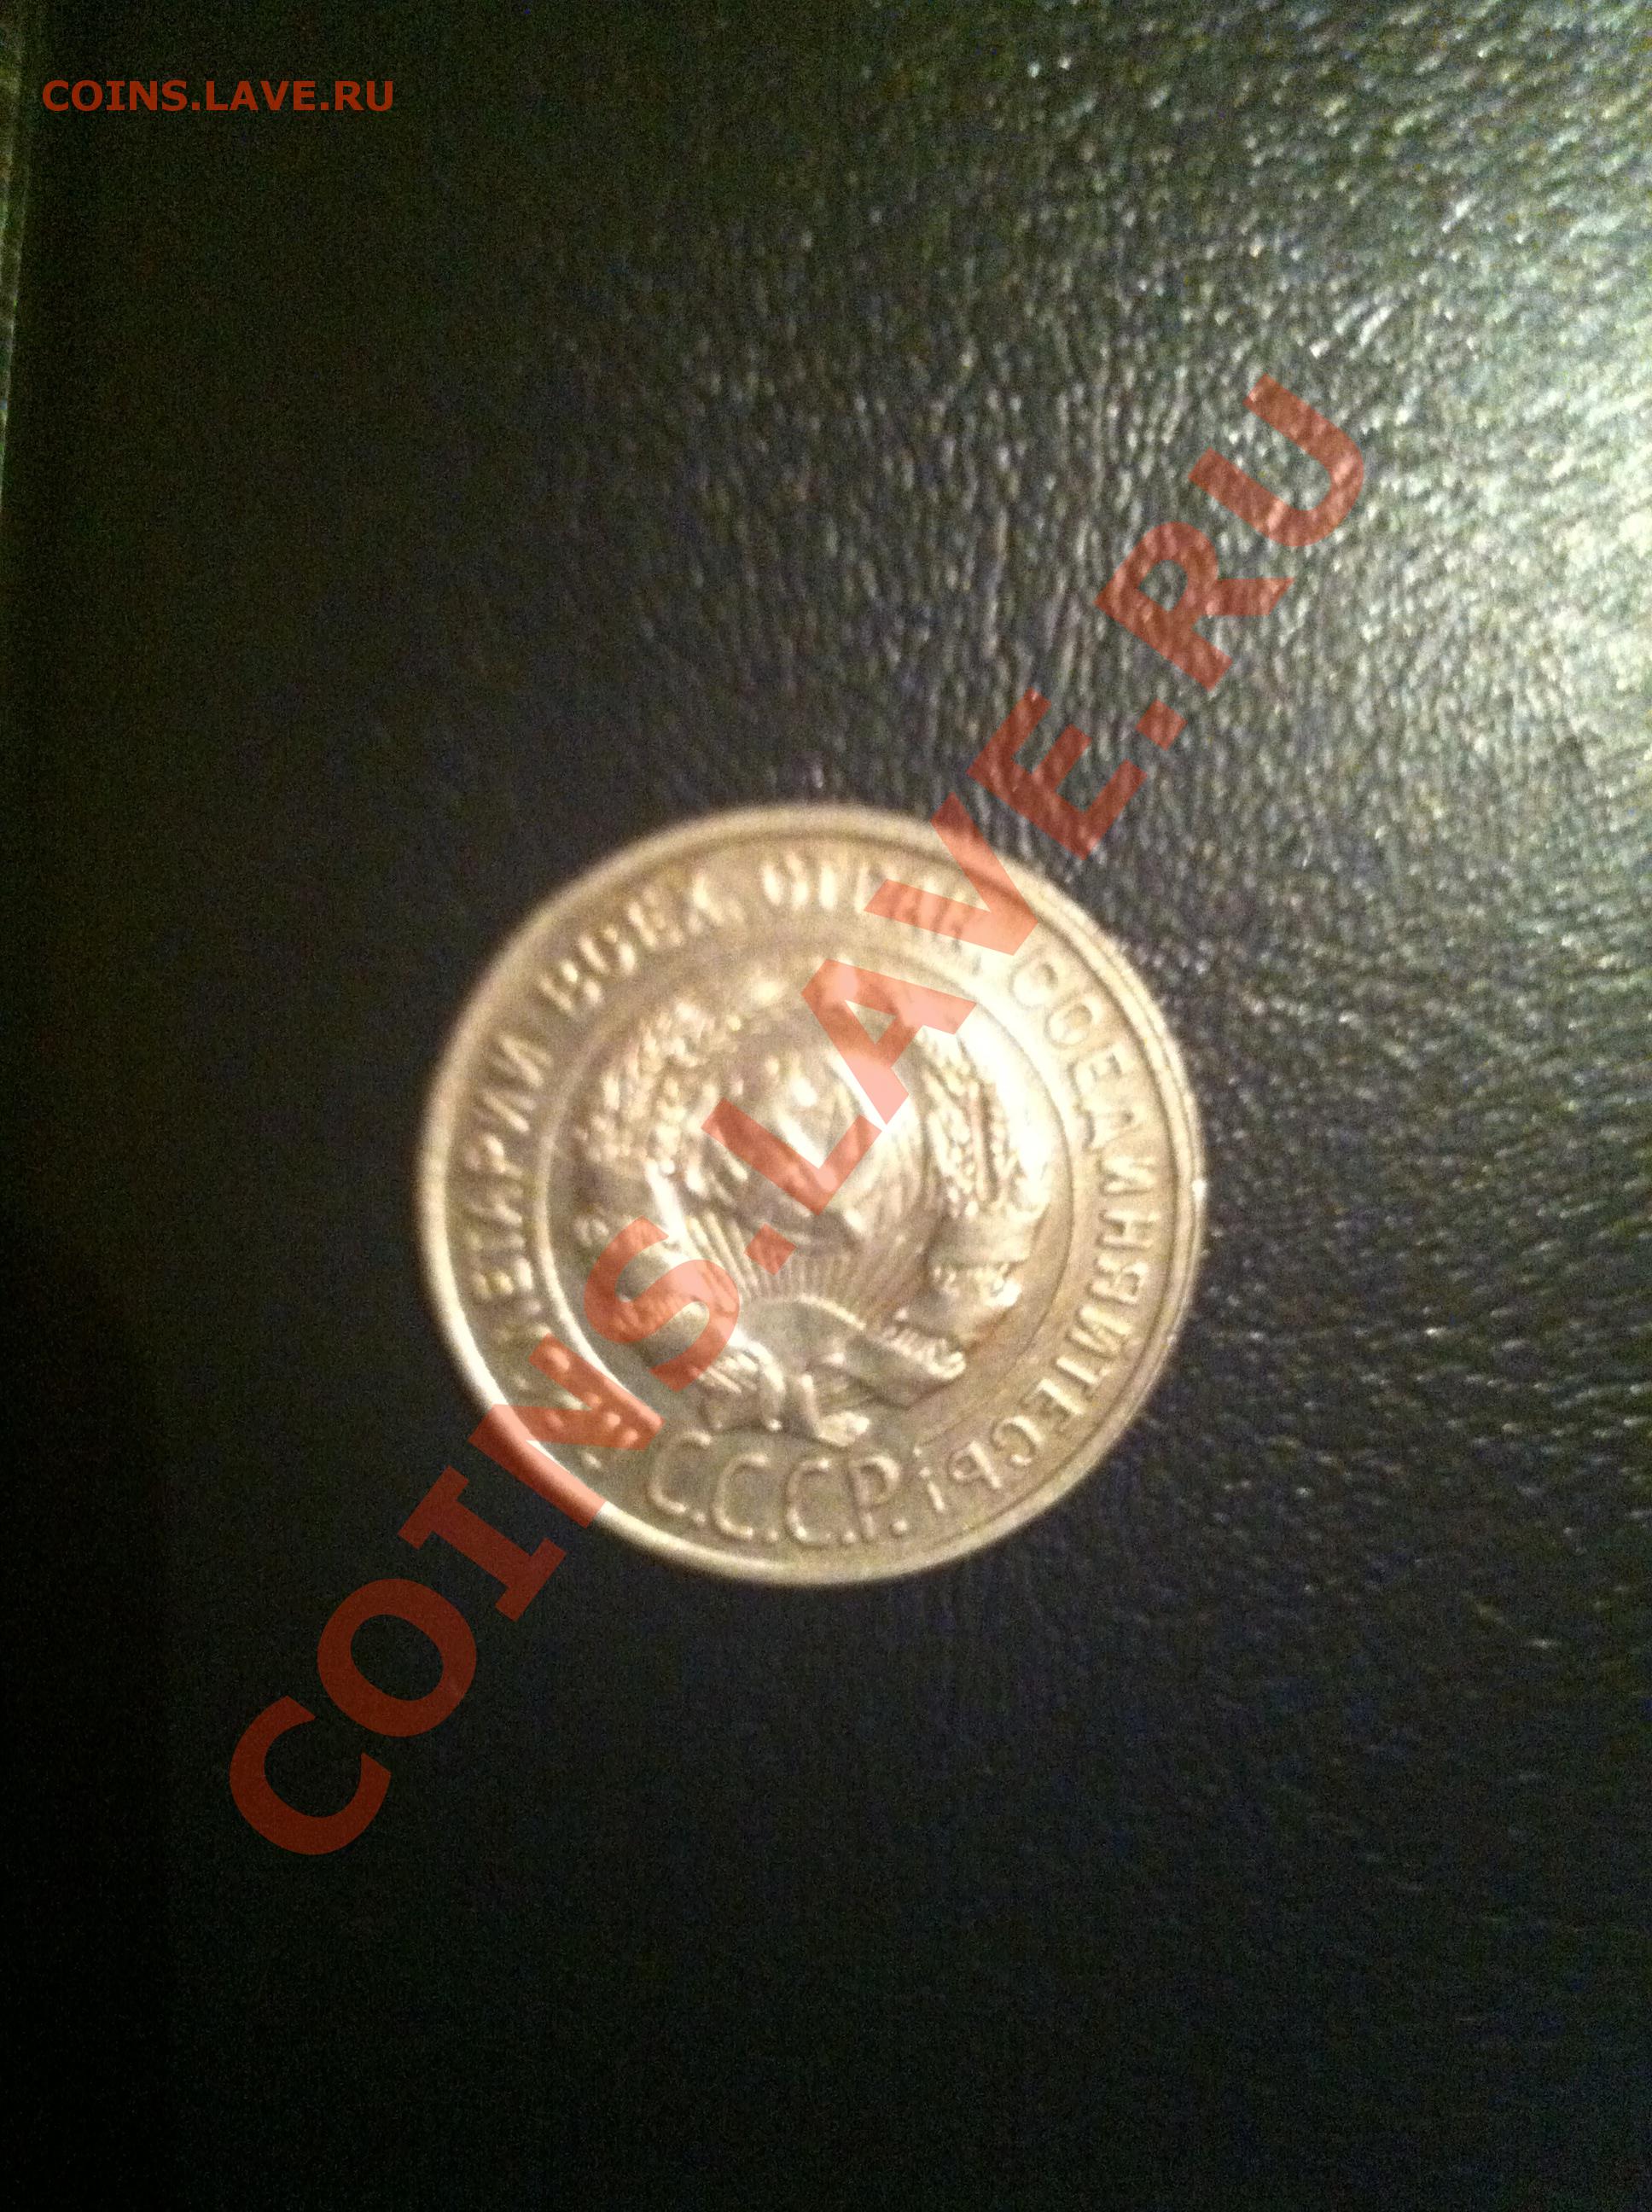 COINS.LAVE.RU
ПРОЛЕТАРИИ ВСЕХ СТРАН, СОЕДИНЯЙТЕСЬ!
С.С.С.Р.
COINS.LAVE.RU